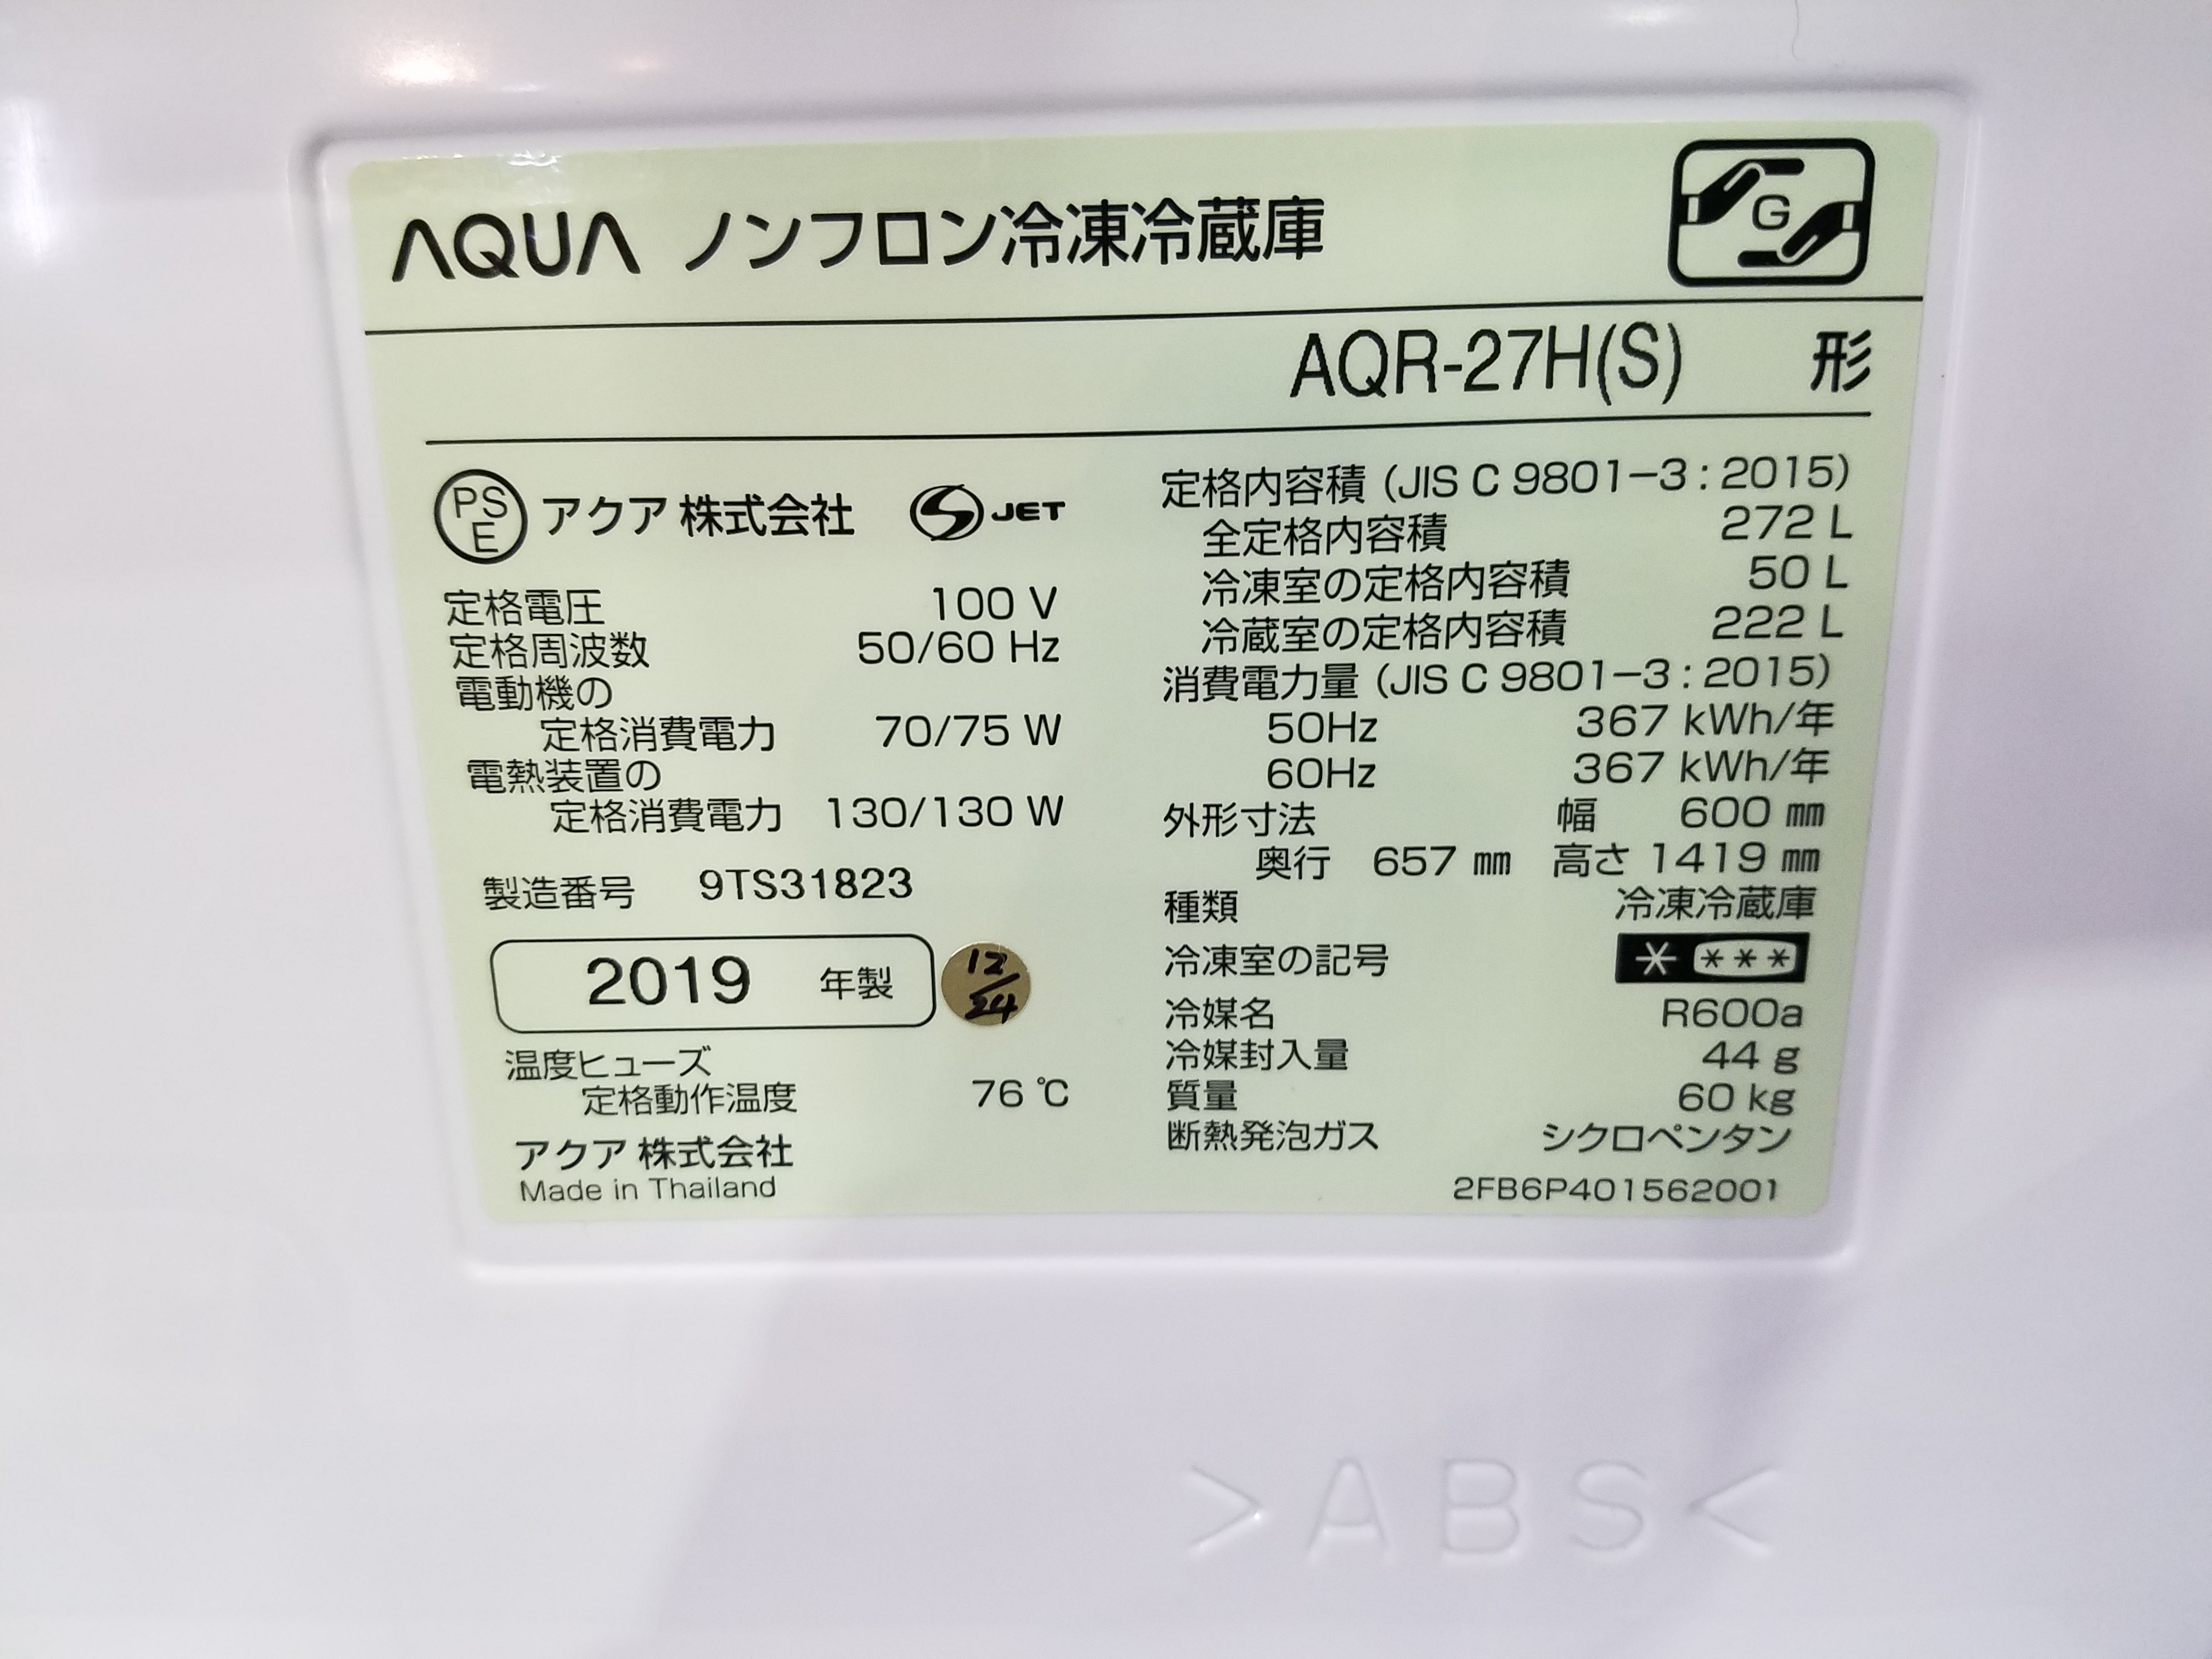 AQUA ノンフロン冷凍冷蔵庫
G
AQR-27H(S) 形
PS
E
アクア 株式会社
S JET
定格電圧 100 V
定格周波数 50/60 Hz
電動機の
定格消費電力 70/75 W
電熱装置の
定格消費電力 130/130 W
製造番号 9TS31823
2019 年製
12/24
温度ヒューズ
定格動作温度 76 ℃
アクア 株式会社
Made in Thailand
定格内容積 (JIS C 9801-3 : 2015)
全定格内容積 272 L
冷凍室の定格内容積 50 L
冷蔵室の定格内容積 222 L
消費電力量 (JIS C 9801-3 : 2015)
50Hz 367 kWh/年
60Hz 367 kWh/年
外形寸法 幅 600 ㎜
奥行 657 ㎜ 高さ 1419 ㎜
種類 冷凍冷蔵庫
冷凍室の記号 * ***
冷媒名 R600a
冷媒封入量 44 g
質量 60 kg
断熱発泡ガス シクロペンタン
2FB6P401562001
>ABS<